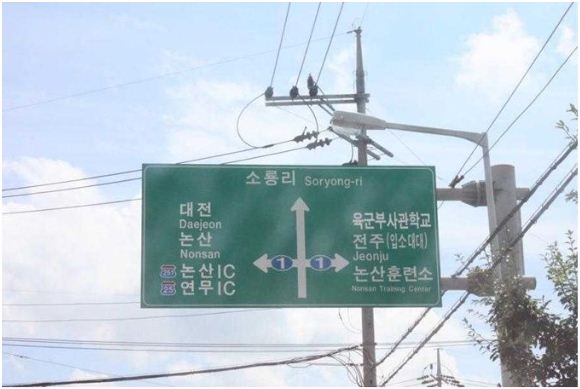 소룡리 Soryong-ri
대전
Daejeon
논산
Nonsan
논산IC
25 연무IC
1 1
육군부사관학교
전주(입소대대)
Jeonju
논산훈련소
Nonsan Training Center